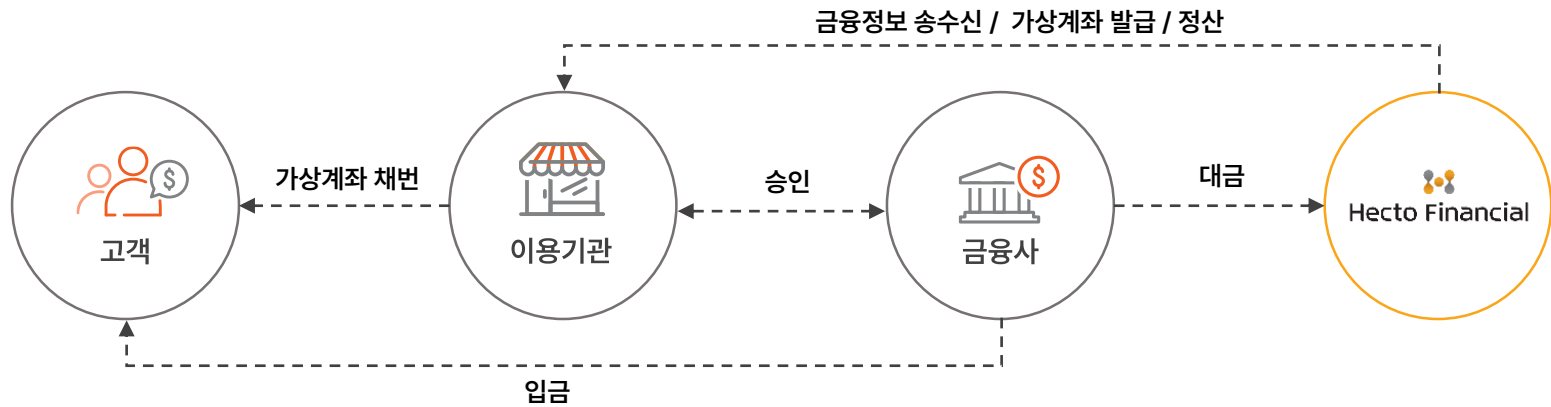 금융정보 송수신 / 가상계좌 발급 / 정산
가상계좌 채번
승인
대금
$
$
Hecto Financial
고객
이용기관
금융사
입금